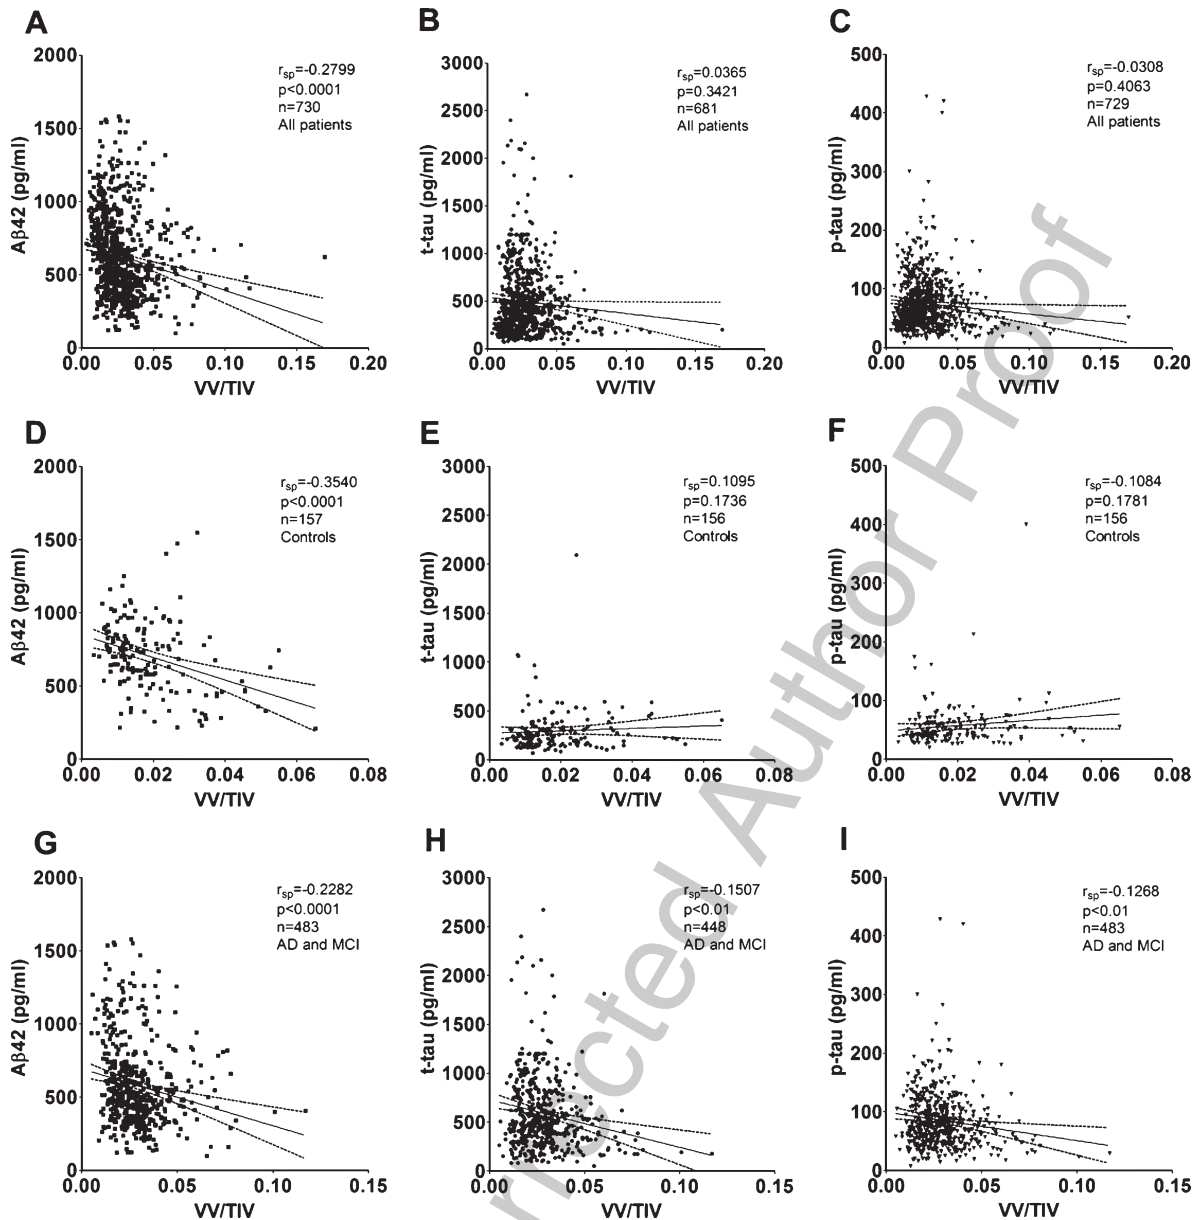 A
2000
1500
1000
500
0
Aβ42 (pg/ml)
rsp=-0.2799
p<0.0001
n=730
All patients
0.00 0.05 0.10 0.15 0.20
VV/TIV
B
3000
2500
2000
1500
1000
500
0
t-tau (pg/ml)
rsp=0.0365
p=0.3421
n=681
All patients
0.00 0.05 0.10 0.15 0.20
VV/TIV
C
500
400
300
200
100
0
p-tau (pg/ml)
rsp=-0.0308
p=0.4063
n=729
All patients
0.00 0.05 0.10 0.15 0.20
VV/TIV
D
2000
1500
1000
500
0
Aβ42 (pg/ml)
rsp=-0.3540
p<0.0001
n=157
Controls
0.00 0.02 0.04 0.06 0.08
VV/TIV
E
3000
2500
2000
1500
1000
500
0
t-tau (pg/ml)
rsp=0.1095
p=0.1736
n=156
Controls
0.00 0.02 0.04 0.06 0.08
VV/TIV
F
500
400
300
200
100
0
p-tau (pg/ml)
rsp=-0.1084
p=0.1781
n=156
Controls
0.00 0.02 0.04 0.06 0.08
VV/TIV
G
2000
1500
1000
500
0
Aβ42 (pg/ml)
rsp=-0.2282
p<0.0001
n=483
AD and MCI
0.00 0.05 0.10 0.15
VV/TIV
H
3000
2500
2000
1500
1000
500
0
t-tau (pg/ml)
rsp=-0.1507
p<0.01
n=448
AD and MCI
0.00 0.05 0.10 0.15
VV/TIV
I
500
400
300
200
100
0
p-tau (pg/ml)
rsp=-0.1268
p<0.01
n=483
AD and MCI
0.00 0.05 0.10 0.15
VV/TIV
rected Author Proof